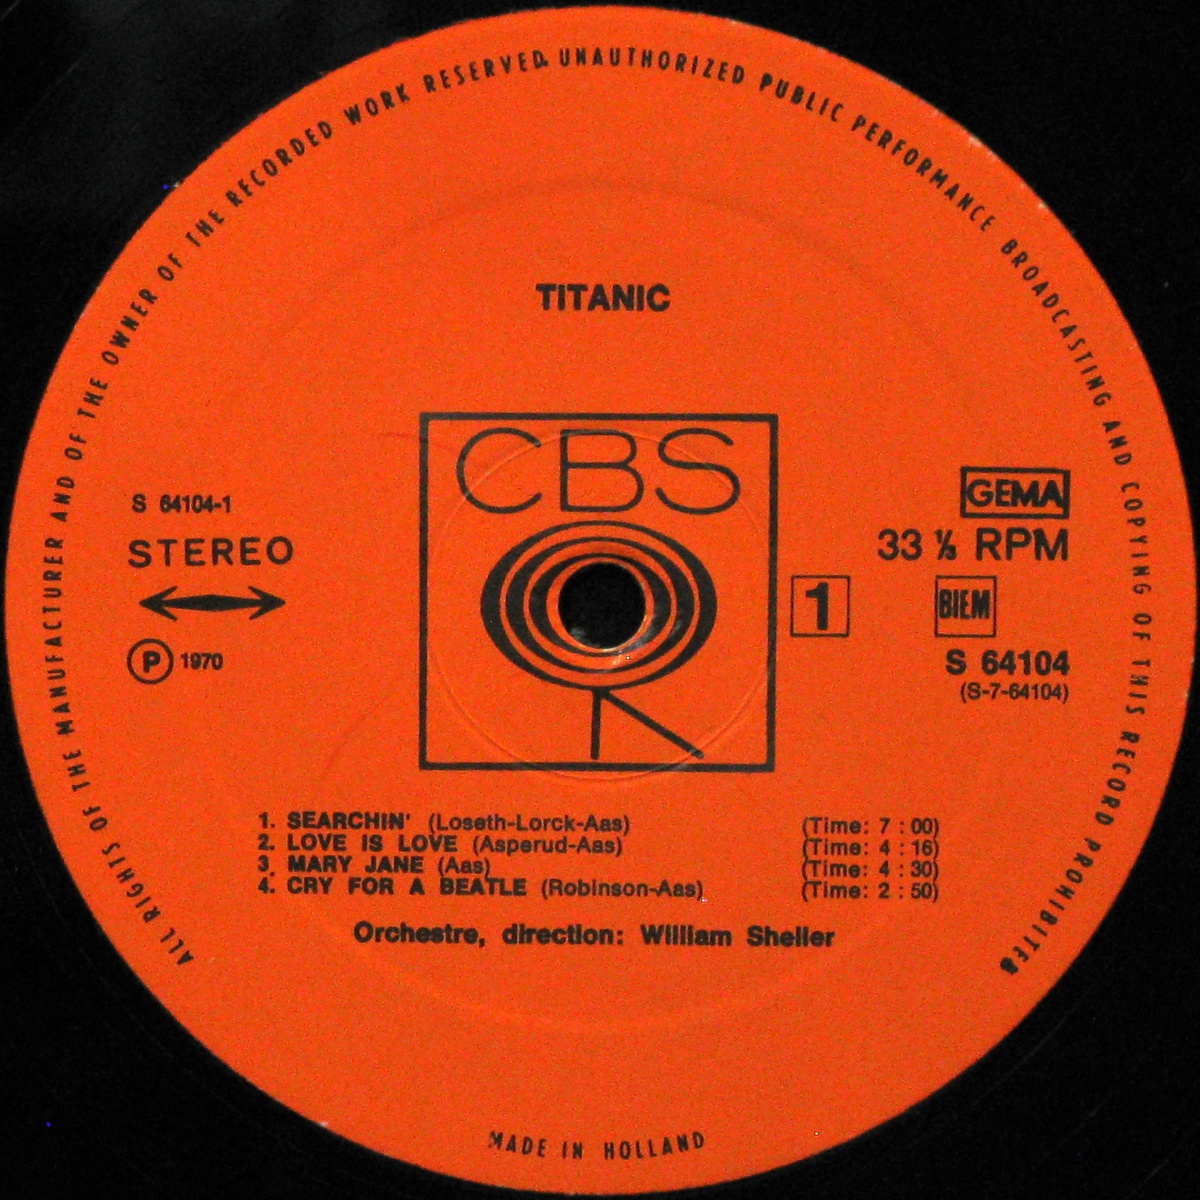 ALL RIGHTS OF THE MANUFACTURER AND OF THE OWNER OF THE RECORDED WORK RESERVED. UNAUTHORIZED PUBLIC PERFORMANCE BROADCASTING AND COPYING OF THIS RECORD PROHIBITED
TITANIC
CBS
S 64104-1
STEREO
P 1970
1
GEMA
33 ⅓ RPM
BIEM
S 64104
(S-7-64104)
1. SEARCHIN' (Loseth-Lorck-Aas) (Time: 7 : 00)
2. LOVE IS LOVE (Asperud-Aas) (Time: 4 : 16)
3. MARY JANE (Aas) (Time: 4 : 30)
4. CRY FOR A BEATLE (Robinson-Aas) (Time: 2 : 50)
Orchestre, direction: William Sheller
MADE IN HOLLAND